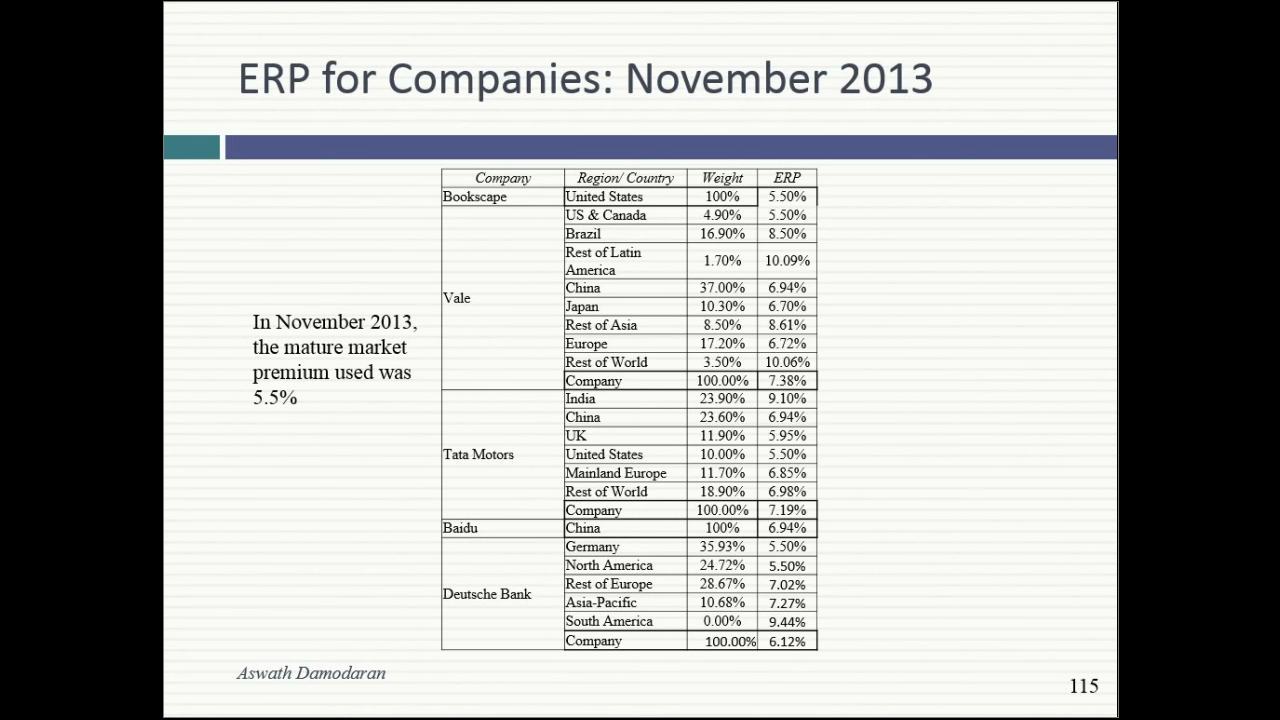 ERP for Companies: November 2013
In November 2013,
the mature market
premium used was
5.5%
Company Region/ Country Weight ERP
Bookscape United States 100% 5.50%
US & Canada 4.90% 5.50%
Brazil 16.90% 8.50%
Rest of Latin
America 1.70% 10.09%
China 37.00% 6.94%
Vale
Japan 10.30% 6.70%
Rest of Asia 8.50% 8.61%
Europe 17.20% 6.72%
Rest of World 3.50% 10.06%
Company 100.00% 7.38%
India 23.90% 9.10%
China 23.60% 6.94%
UK 11.90% 5.95%
Tata Motors United States 10.00% 5.50%
Mainland Europe 11.70% 6.85%
Rest of World 18.90% 6.98%
Company 100.00% 7.19%
Baidu China 100% 6.94%
Germany 35.93% 5.50%
North America 24.72% 5.50%
Rest of Europe 28.67% 7.02%
Deutsche Bank
Asia-Pacific 10.68% 7.27%
South America 0.00% 9.44%
Company 100.00% 6.12%
Aswath Damodaran
115